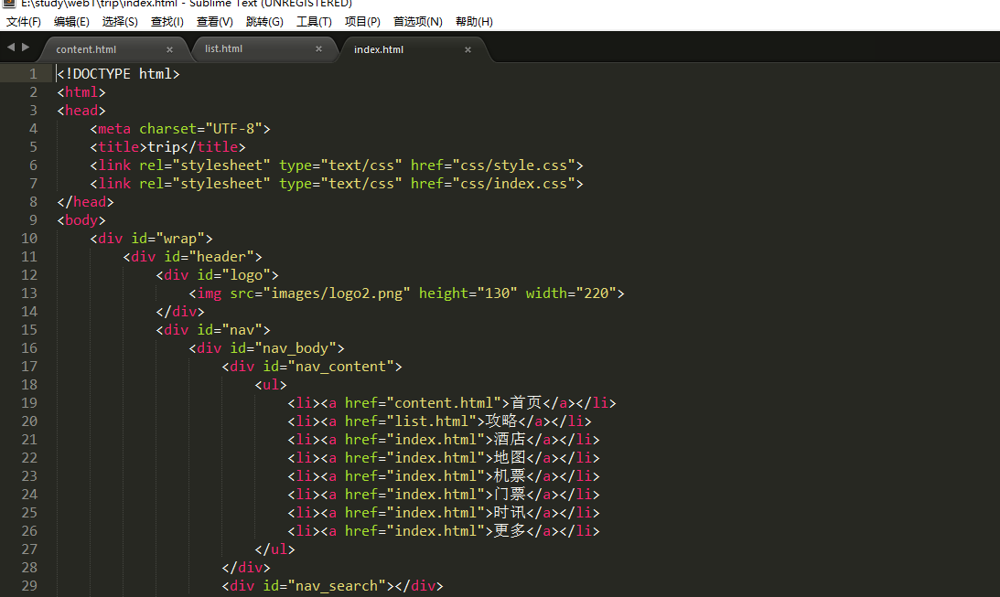 E:\study\web1\trip\index.html - Sublime Text (UNREGISTERED)
文件(F) 编辑(E) 选择(S) 查找(I) 查看(V) 跳转(G) 工具(T) 项目(P) 首选项(N) 帮助(H)
content.html × list.html × index.html ×
1 <!DOCTYPE html>
2 <html>
3 <head>
4 <meta charset="UTF-8">
5 <title>trip</title>
6 <link rel="stylesheet" type="text/css" href="css/style.css">
7 <link rel="stylesheet" type="text/css" href="css/index.css">
8 </head>
9 <body>
10 <div id="wrap">
11 <div id="header">
12 <div id="logo">
13 <img src="images/logo2.png" height="130" width="220">
14 </div>
15 <div id="nav">
16 <div id="nav_body">
17 <div id="nav_content">
18 <ul>
19 <li><a href="content.html">首页</a></li>
20 <li><a href="list.html">攻略</a></li>
21 <li><a href="index.html">酒店</a></li>
22 <li><a href="index.html">地图</a></li>
23 <li><a href="index.html">机票</a></li>
24 <li><a href="index.html">门票</a></li>
25 <li><a href="index.html">时讯</a></li>
26 <li><a href="index.html">更多</a></li>
27 </ul>
28 </div>
29 <div id="nav_search"></div>